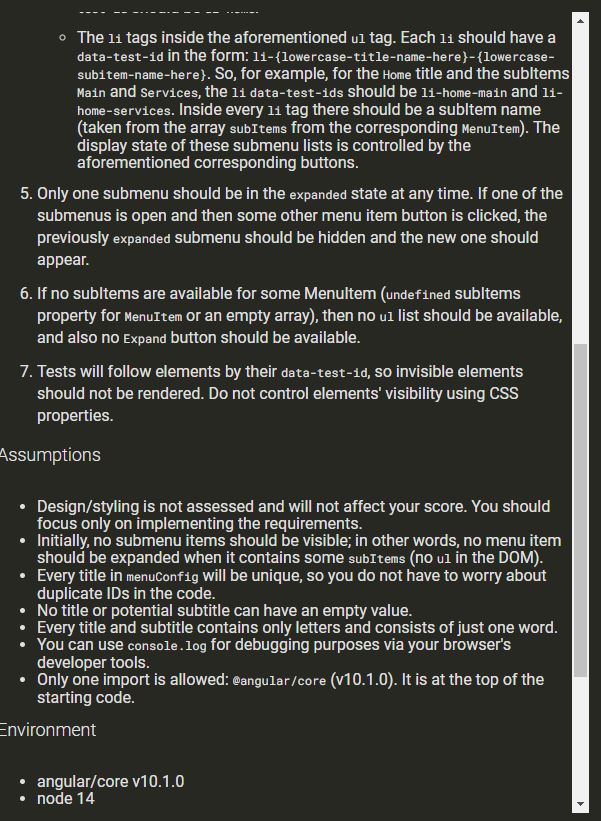 The li tags inside the aforementioned ul tag. Each li should have a
data-test-id in the form: li-{lowercase-title-name-here}-{lowercase-
subitem-name-here}. So, for example, for the Home title and the subItems
Main and Services, the li data-test-ids should be li-home-main and li-
home-services. Inside every li tag there should be a subItem name
(taken from the array subItems from the corresponding MenuItem). The
display state of these submenu lists is controlled by the
aforementioned corresponding buttons.
5. Only one submenu should be in the expanded state at any time. If one of the
submenus is open and then some other menu item button is clicked, the
previously expanded submenu should be hidden and the new one should
appear.
6. If no subItems are available for some MenuItem (undefined subItems
property for MenuItem or an empty array), then no ul list should be available,
and also no Expand button should be available.
7. Tests will follow elements by their data-test-id, so invisible elements
should not be rendered. Do not control elements' visibility using CSS
properties.
Assumptions
Design/styling is not assessed and will not affect your score. You should
focus only on implementing the requirements.
Initially, no submenu items should be visible; in other words, no menu item
should be expanded when it contains some subItems (no ul in the DOM).
Every title in menuConfig will be unique, so you do not have to worry about
duplicate IDs in the code.
No title or potential subtitle can have an empty value.
Every title and subtitle contains only letters and consists of just one word.
You can use console.log for debugging purposes via your browser's
developer tools.
Only one import is allowed: @angular/core (v10.1.0). It is at the top of the
starting code.
Environment
angular/core v10.1.0
node 14